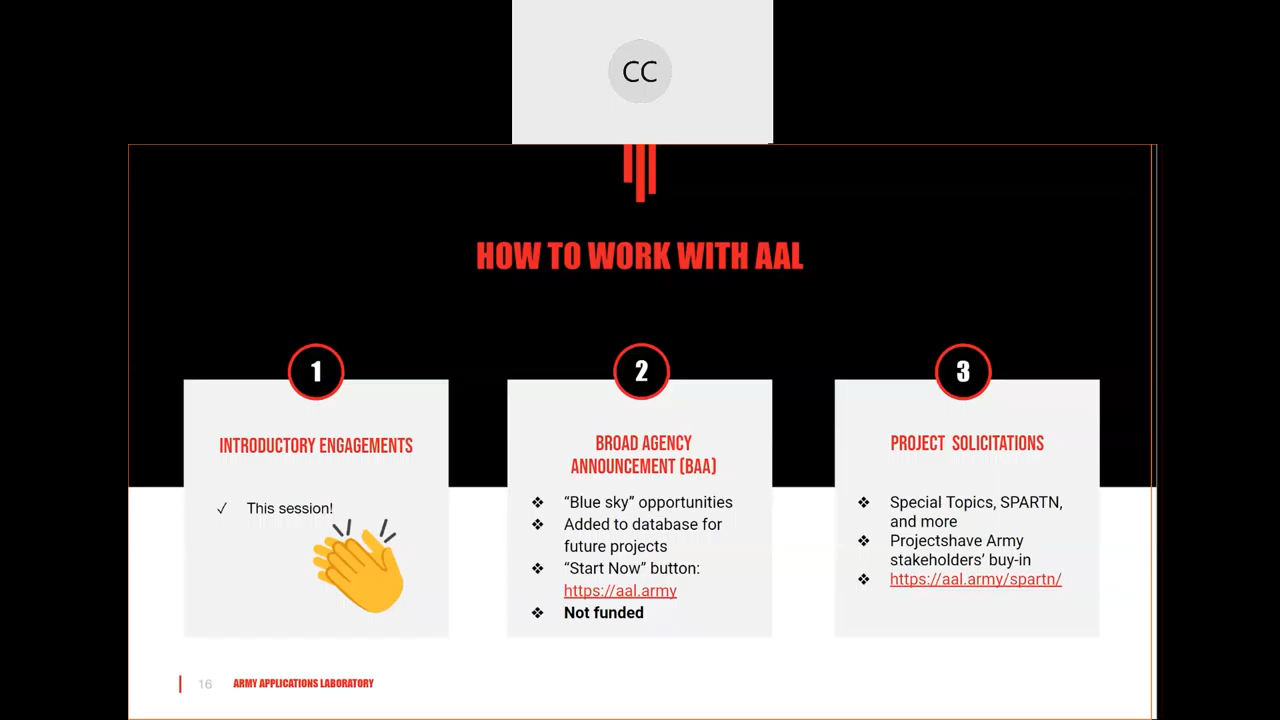 CC
HOW TO WORK WITH AAL
1
INTRODUCTORY ENGAGEMENTS
✓ This session!
2
BROAD AGENCY
ANNOUNCEMENT (BAA)
❖ “Blue sky” opportunities
❖ Added to database for
future projects
❖ “Start Now” button:
https://aal.army
❖ Not funded
3
PROJECT SOLICITATIONS
❖ Special Topics, SPARTN,
and more
❖ Projectshave Army
stakeholders’ buy-in
❖ https://aal.army/spartn/
16 ARMY APPLICATIONS LABORATORY